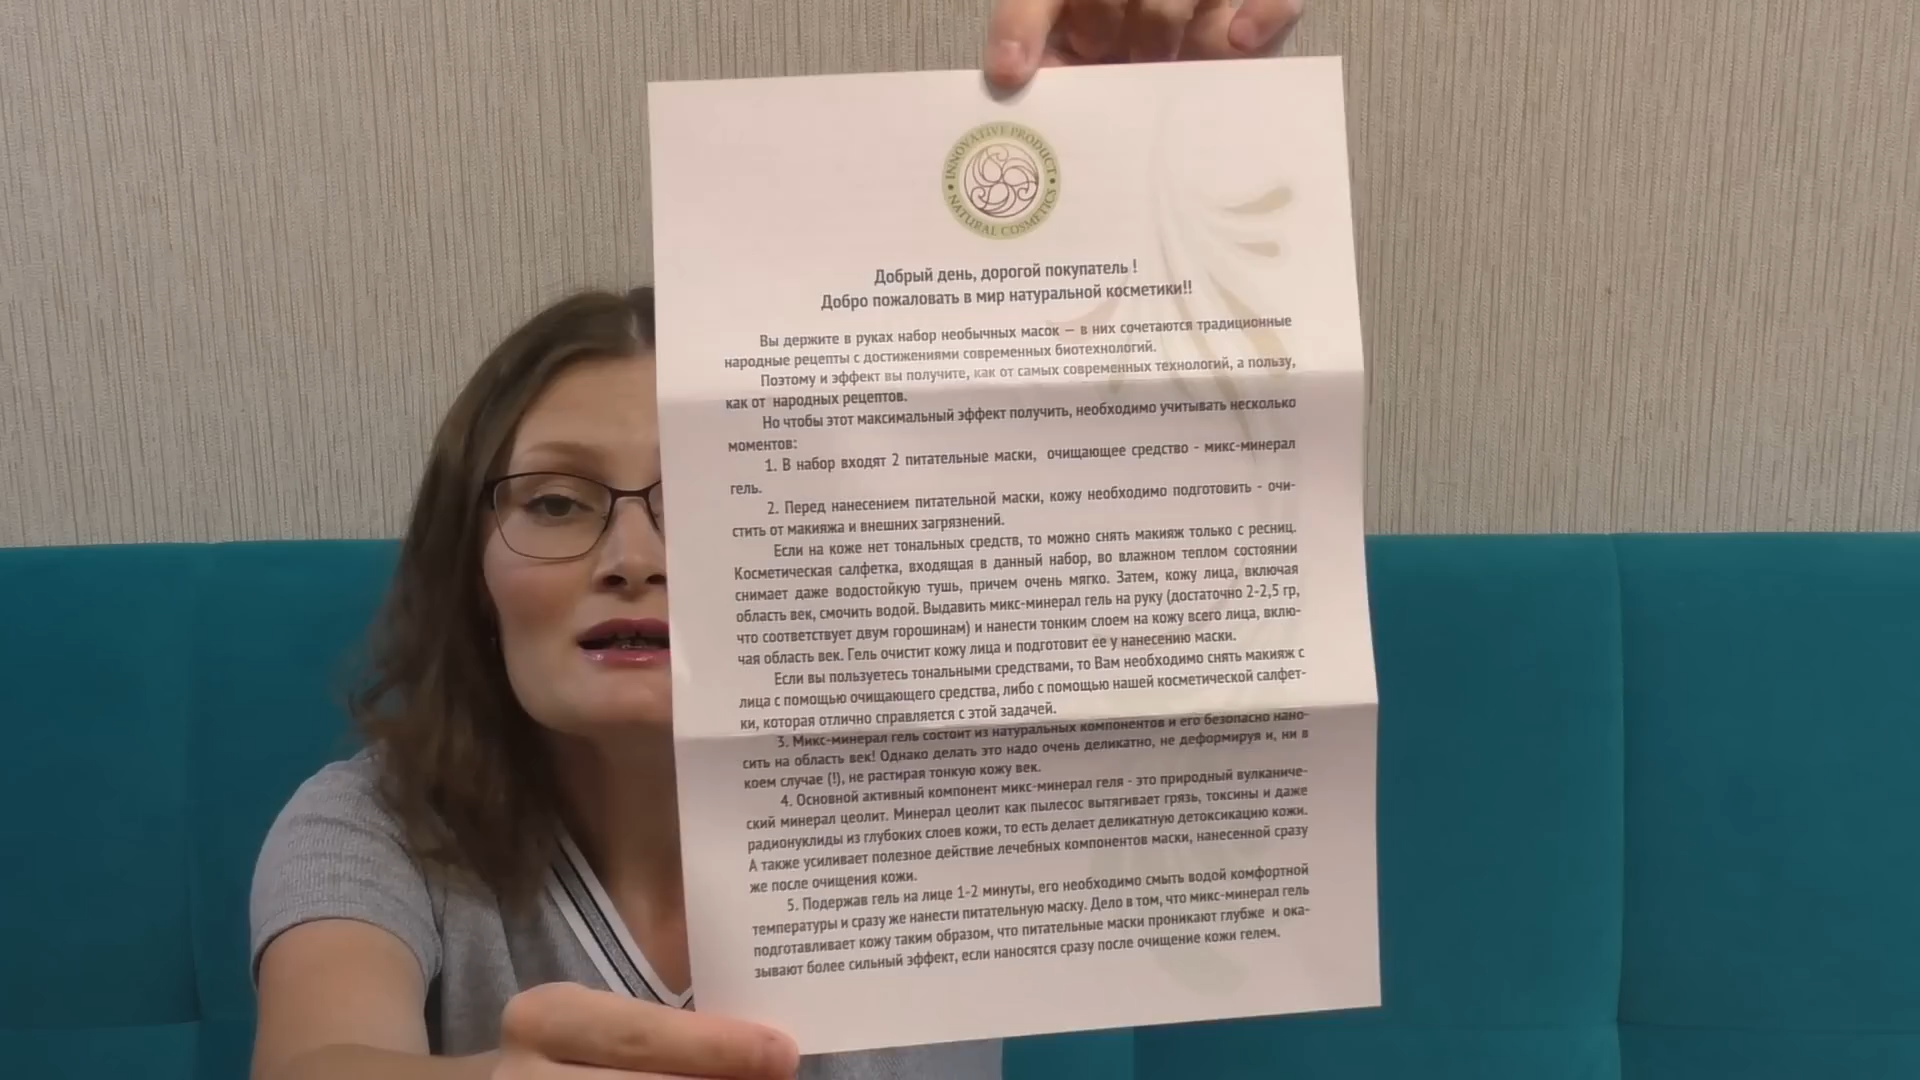 INNOVATIVE PRODUCT
NATURAL COSMETICS
Добрый день, дорогой покупатель !
Добро пожаловать в мир натуральной косметики!!
Вы держите в руках набор необычных масок – в них сочетаются традиционные
народные рецепты с достижениями современных биотехнологий.
Поэтому и эффект вы получите, как от самых современных технологий, а пользу,
как от народных рецептов.
Но чтобы этот максимальный эффект получить, необходимо учитывать несколько
моментов:
1. В набор входят 2 питательные маски, очищающее средство - микс-минерал
гель.
2. Перед нанесением питательной маски, кожу необходимо подготовить - очи-
стить от макияжа и внешних загрязнений.
Если на коже нет тональных средств, то можно снять макияж только с ресниц.
Косметическая салфетка, входящая в данный набор, во влажном теплом состоянии
снимает даже водостойкую тушь, причем очень мягко. Затем, кожу лица, включая
область век, смочить водой. Выдавить микс-минерал гель на руку (достаточно 2-2,5 гр,
что соответствует двум горошинам) и нанести тонким слоем на кожу всего лица, вклю-
чая область век. Гель очистит кожу лица и подготовит ее у нанесению маски.
Если вы пользуетесь тональными средствами, то Вам необходимо снять макияж с
лица с помощью очищающего средства, либо с помощью нашей косметической салфет-
ки, которая отлично справляется с этой задачей.
3. Микс-минерал гель состоит из натуральных компонентов и его безопасно нано-
сить на область век! Однако делать это надо очень деликатно, не деформируя и, ни в
коем случае (!), не растирая тонкую кожу век.
4. Основной активный компонент микс-минерал геля - это природный вулканиче-
ский минерал цеолит. Минерал цеолит как пылесос вытягивает грязь, токсины и даже
радионуклиды из глубоких слоев кожи, то есть делает деликатную детоксикацию кожи.
А также усиливает полезное действие лечебных компонентов маски, нанесенной сразу
же после очищения кожи.
5. Подержав гель на лице 1-2 минуты, его необходимо смыть водой комфортной
температуры и сразу же нанести питательную маску. Дело в том, что микс-минерал гель
подготавливает кожу таким образом, что питательные маски проникают глубже и ока-
зывают более сильный эффект, если наносятся сразу после очищение кожи гелем.